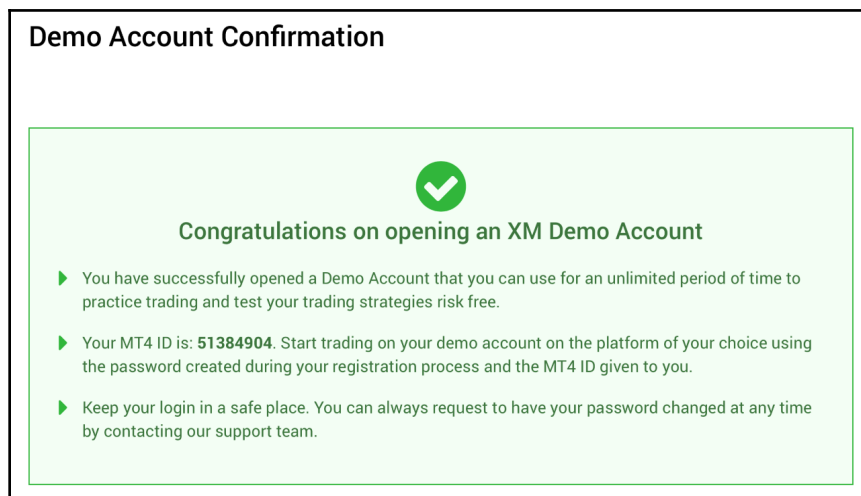 Demo Account Confirmation
Congratulations on opening an XM Demo Account
You have successfully opened a Demo Account that you can use for an unlimited period of time to
practice trading and test your trading strategies risk free.
Your MT4 ID is: 51384904. Start trading on your demo account on the platform of your choice using
the password created during your registration process and the MT4 ID given to you.
Keep your login in a safe place. You can always request to have your password changed at any time
by contacting our support team.